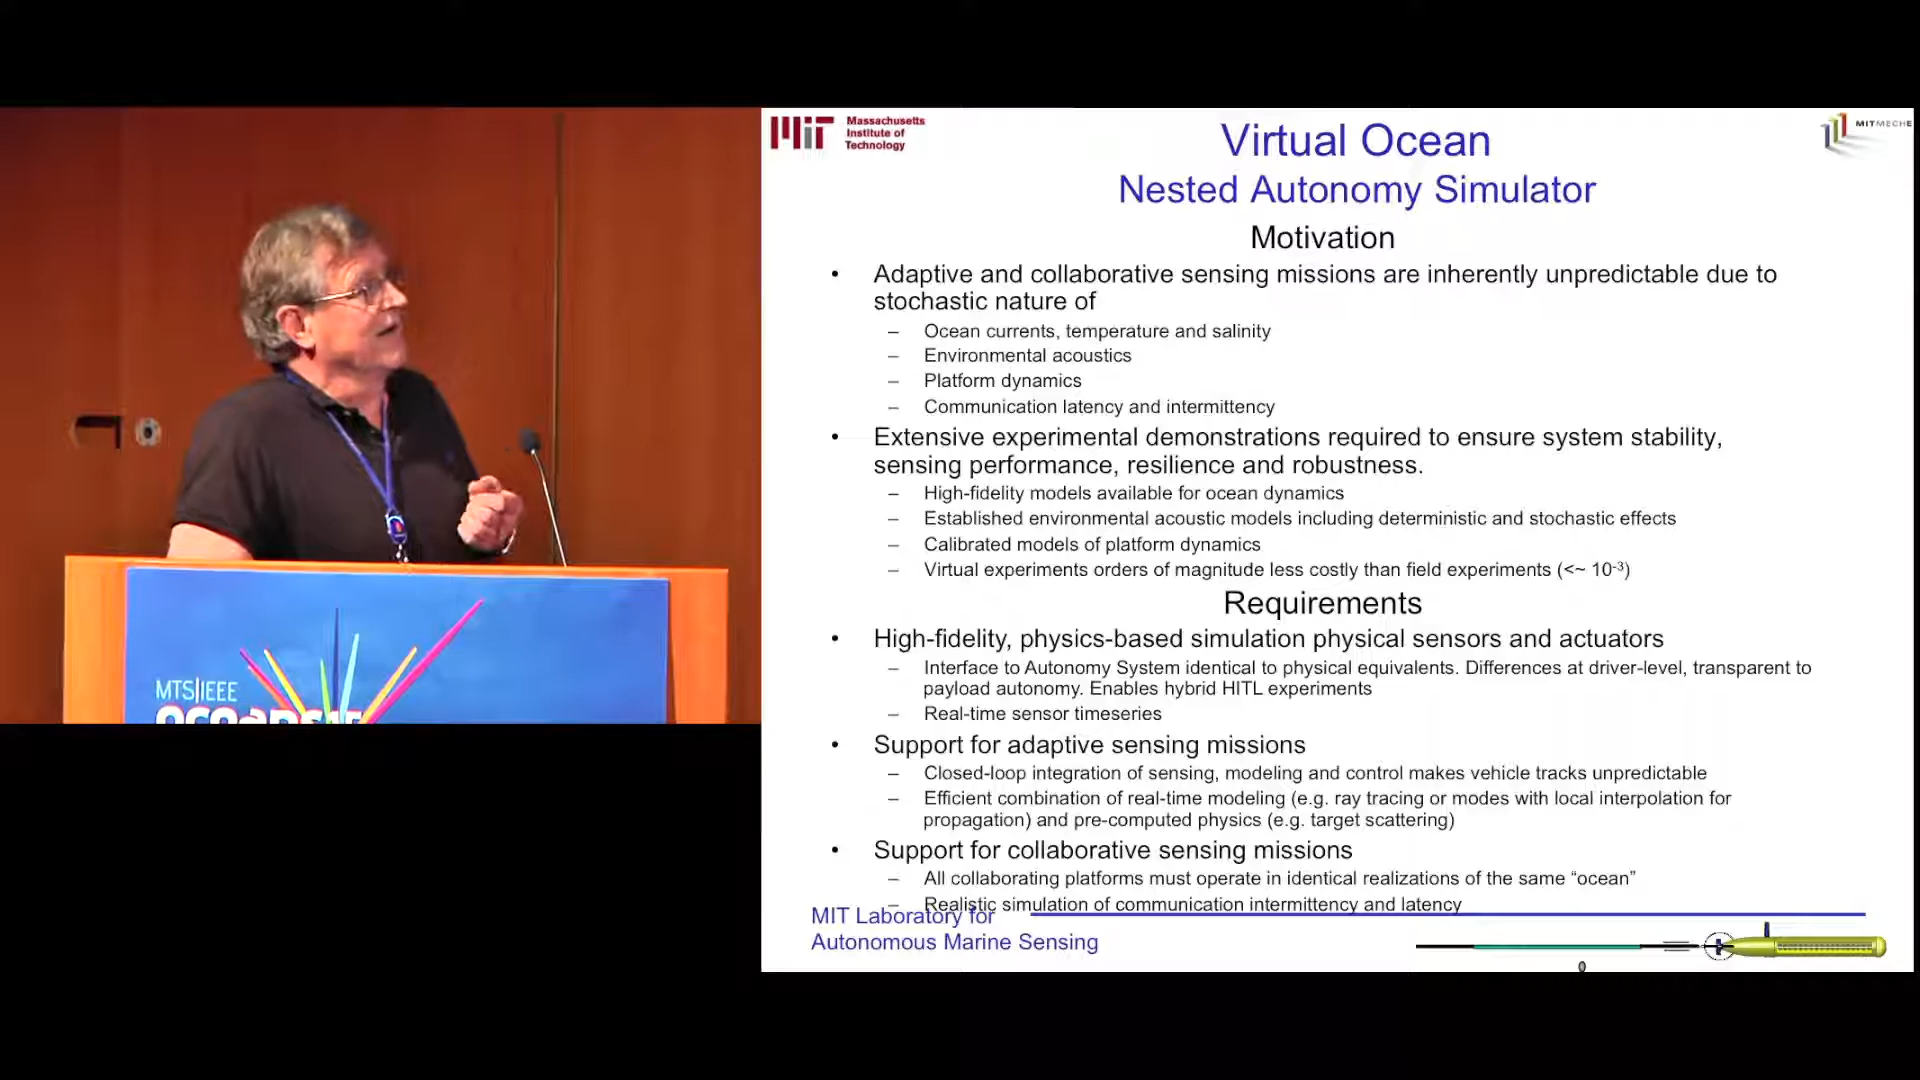 MTS|IEEE
Massachusetts
Institute of
Technology
MITMECHE
Virtual Ocean
Nested Autonomy Simulator
Motivation
• Adaptive and collaborative sensing missions are inherently unpredictable due to
stochastic nature of
– Ocean currents, temperature and salinity
– Environmental acoustics
– Platform dynamics
– Communication latency and intermittency
• Extensive experimental demonstrations required to ensure system stability,
sensing performance, resilience and robustness.
– High-fidelity models available for ocean dynamics
– Established environmental acoustic models including deterministic and stochastic effects
– Calibrated models of platform dynamics
– Virtual experiments orders of magnitude less costly than field experiments (<~ 10⁻³)
Requirements
• High-fidelity, physics-based simulation physical sensors and actuators
– Interface to Autonomy System identical to physical equivalents. Differences at driver-level, transparent to
payload autonomy. Enables hybrid HITL experiments
– Real-time sensor timeseries
• Support for adaptive sensing missions
– Closed-loop integration of sensing, modeling and control makes vehicle tracks unpredictable
– Efficient combination of real-time modeling (e.g. ray tracing or modes with local interpolation for
propagation) and pre-computed physics (e.g. target scattering)
• Support for collaborative sensing missions
– All collaborating platforms must operate in identical realizations of the same “ocean”
– Realistic simulation of communication intermittency and latency
MIT Laboratory for
Autonomous Marine Sensing